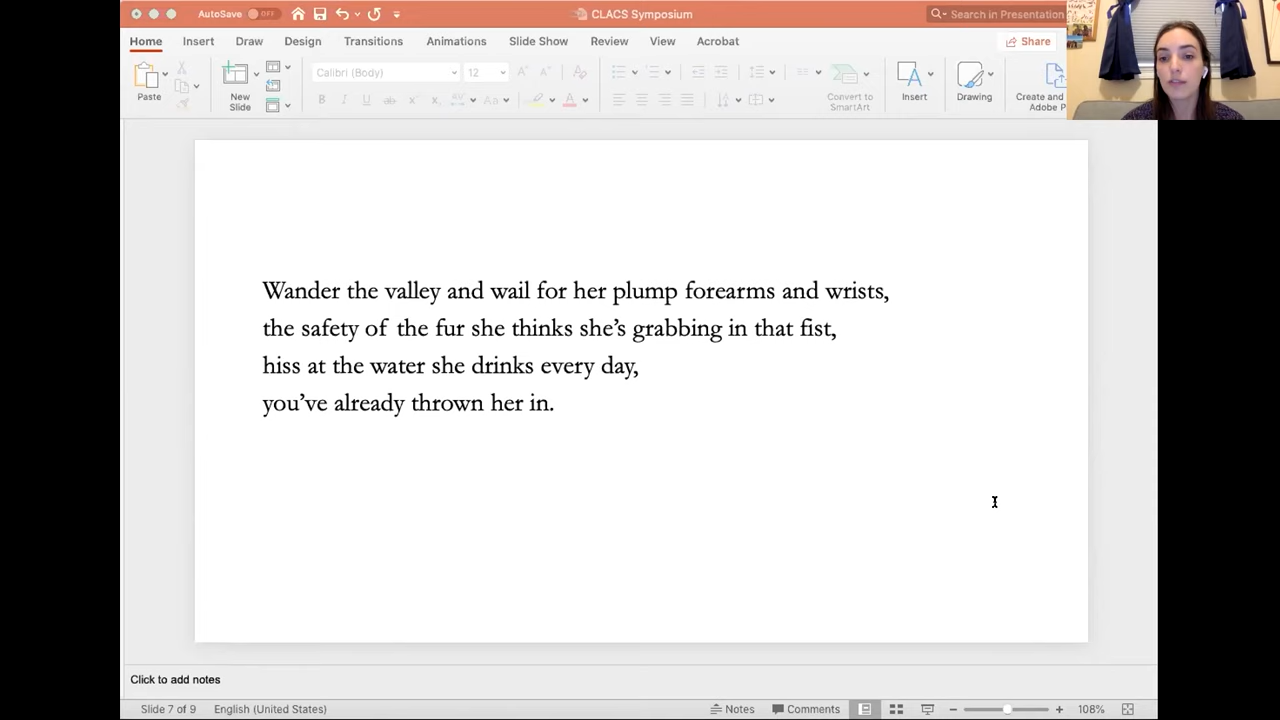 AutoSave OFF
CLACS Symposium
Search in Presentation
Home Insert Draw Design Transitions Animations Slide Show Review View Acrobat
Share
Paste
New Slide
Calibri (Body) 12
Convert to SmartArt
Insert
Drawing
Create and
Adobe P
Wander the valley and wail for her plump forearms and wrists,
the safety of the fur she thinks she’s grabbing in that fist,
hiss at the water she drinks every day,
you’ve already thrown her in.
Click to add notes
Slide 7 of 9 English (United States) Notes Comments 108%